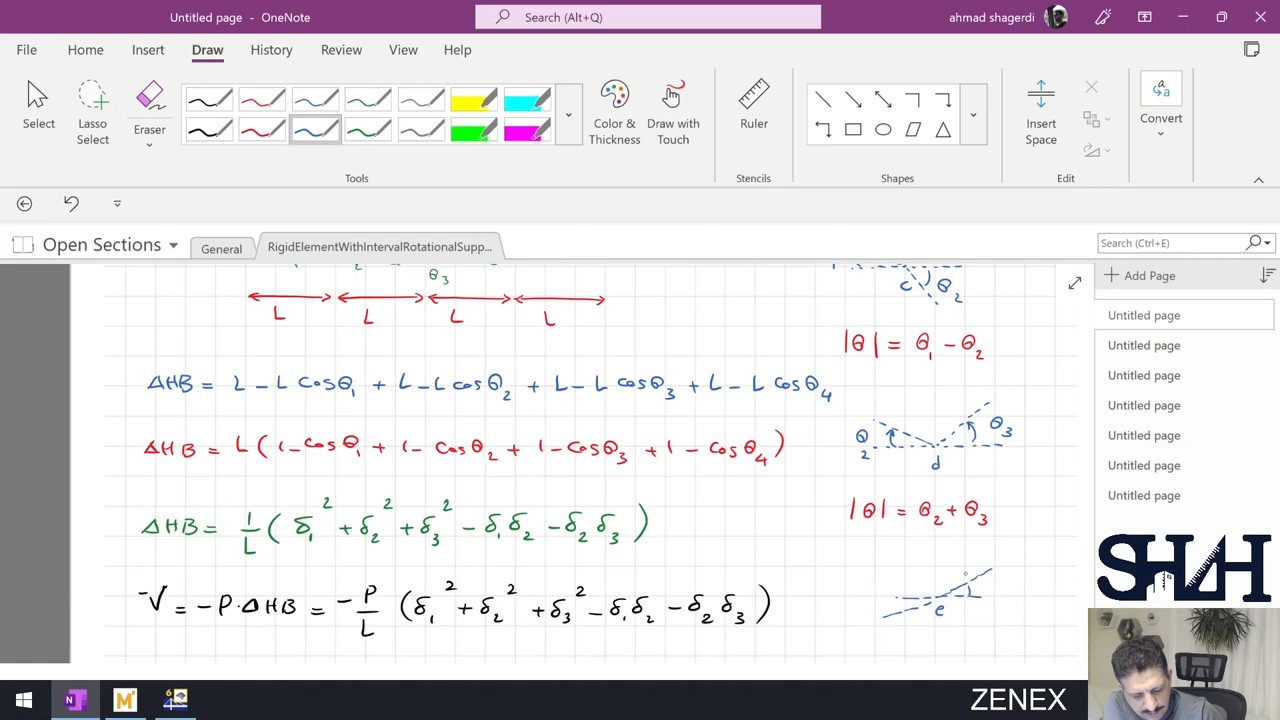 Untitled page - OneNote
Search (Alt+Q)
ahmad shagerdi
File Home Insert Draw History Review View Help
Select
Lasso Select
Eraser
Color & Thickness
Draw with Touch
Ruler
Insert Space
Convert
Tools
Stencils
Shapes
Edit
Open Sections
General
RigidElementWithIntervalRotationalSupp...
Search (Ctrl+E)
Add Page
Untitled page
Untitled page
Untitled page
Untitled page
Untitled page
Untitled page
Untitled page
2 θ3
L L L L
c θ2
|θ| = θ1 - θ2
ΔHB = L - L cosθ1 + L - L cosθ2 + L - L cosθ3 + L - L cosθ4
θ2 θ3
d
ΔHB = L(1 - cosθ1 + 1 - cosθ2 + 1 - cosθ3 + 1 - cosθ4)
|θ| = θ2 + θ3
ΔHB = 1/L (δ1² + δ2² + δ3² - δ1δ2 - δ2δ3)
-V = -P·ΔHB = -P/L (δ1² + δ2² + δ3² - δ1δ2 - δ2δ3)
e
SHZAH
ZENEX